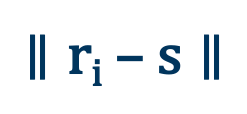 ‖ rᵢ – s ‖